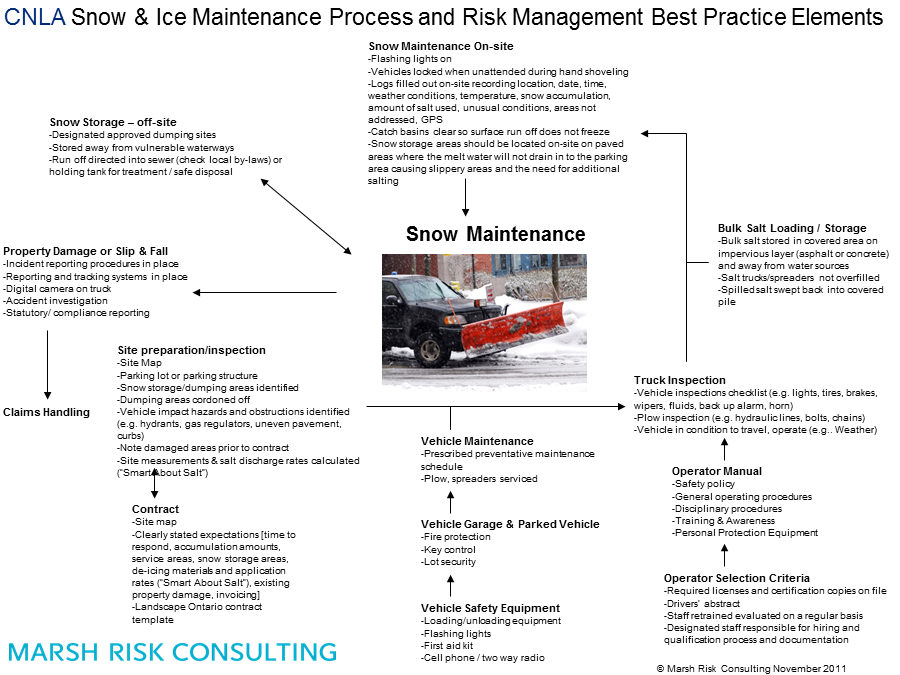 CNLA Snow & Ice Maintenance Process and Risk Management Best Practice Elements
Snow Maintenance On-site
-Flashing lights on
-Vehicles locked when unattended during hand shoveling
-Logs filled out on-site recording location, date, time,
weather conditions, temperature, snow accumulation,
amount of salt used, unusual conditions, areas not
addressed, GPS
-Catch basins clear so surface run off does not freeze
-Snow storage areas should be located on-site on paved
areas where the melt water will not drain in to the parking
area causing slippery areas and the need for additional
salting
Snow Storage – off-site
-Designated approved dumping sites
-Stored away from vulnerable waterways
-Run off directed into sewer (check local by-laws) or
holding tank for treatment / safe disposal
Snow Maintenance
Bulk Salt Loading / Storage
-Bulk salt stored in covered area on
impervious layer (asphalt or concrete)
and away from water sources
-Salt trucks/spreaders not overfilled
-Spilled salt swept back into covered
pile
Property Damage or Slip & Fall
-Incident reporting procedures in place
-Reporting and tracking systems in place
-Digital camera on truck
-Accident investigation
-Statutory/ compliance reporting
Claims Handling
Site preparation/inspection
-Site Map
-Parking lot or parking structure
-Snow storage/dumping areas identified
-Dumping areas cordoned off
-Vehicle impact hazards and obstructions identified
(e.g. hydrants, gas regulators, uneven pavement,
curbs)
-Note damaged areas prior to contract
-Site measurements & salt discharge rates calculated
("Smart About Salt")
Contract
-Site map
-Clearly stated expectations [time to
respond, accumulation amounts,
service areas, snow storage areas,
de-icing materials and application
rates ("Smart About Salt"), existing
property damage, invoicing]
-Landscape Ontario contract
template
Vehicle Maintenance
-Prescribed preventative maintenance
schedule
-Plow, spreaders serviced
Vehicle Garage & Parked Vehicle
-Fire protection
-Key control
-Lot security
Vehicle Safety Equipment
-Loading/unloading equipment
-Flashing lights
-First aid kit
-Cell phone / two way radio
Truck Inspection
-Vehicle inspections checklist (e.g. lights, tires, brakes,
wipers, fluids, back up alarm, horn)
-Plow inspection (e.g. hydraulic lines, bolts, chains)
-Vehicle in condition to travel, operate (e.g.. Weather)
Operator Manual
-Safety policy
-General operating procedures
-Disciplinary procedures
-Training & Awareness
-Personal Protection Equipment
Operator Selection Criteria
-Required licenses and certification copies on file
-Drivers' abstract
-Staff retrained evaluated on a regular basis
-Designated staff responsible for hiring and
qualification process and documentation
MARSH RISK CONSULTING
© Marsh Risk Consulting November 2011